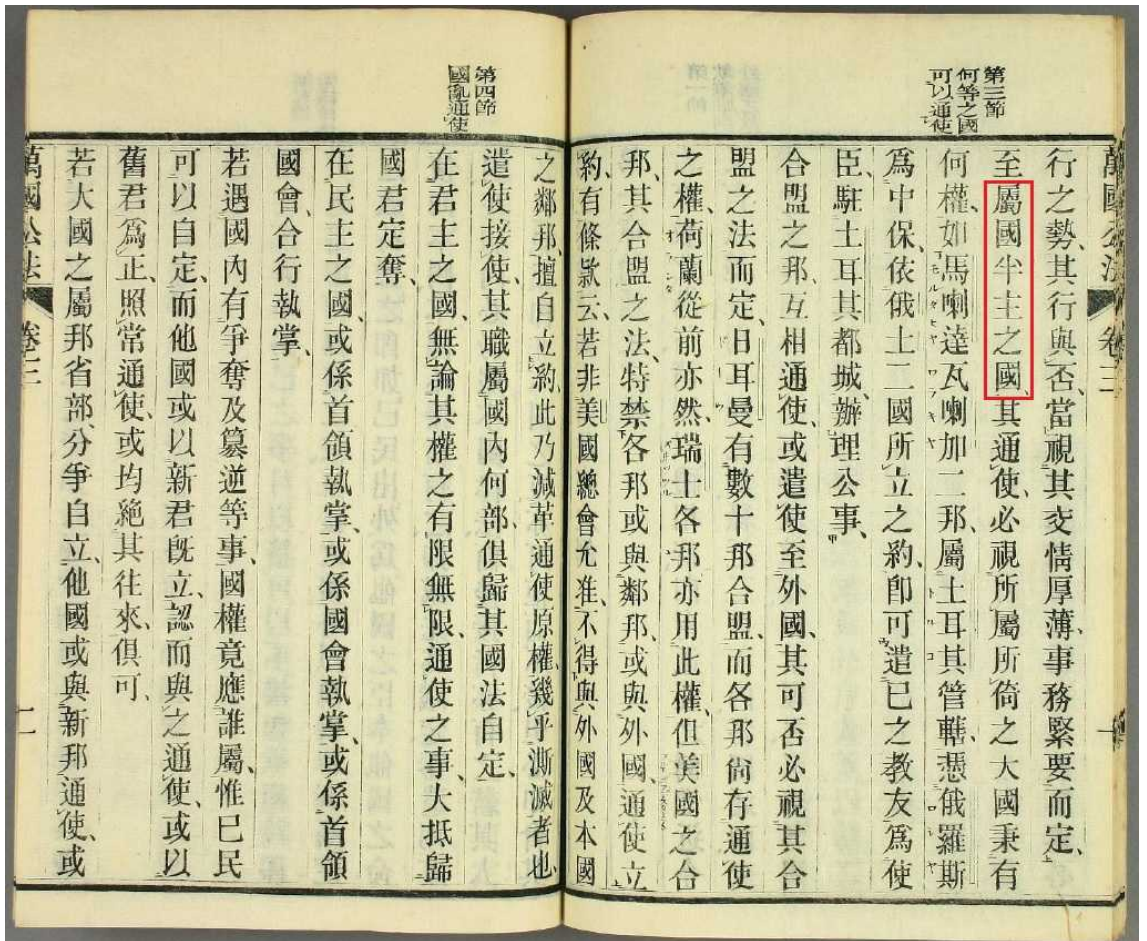 第三節
何等之國
可以通使
萬國公法 卷三
行之勢、其行與否、當視其交情厚薄、事務緊要而定、
至屬國半主之國、其通使、必視所屬所倚之大國秉有
何權、如馬喇達瓦喇加二邦、屬土耳其管轄、憑俄羅斯
爲中保、依俄土二國所立之約、卽可遣已之教友爲使
臣、駐土耳其都城、辦理公事、
合盟之邦、互相通使、或遣使至外國、其可否必視其合
盟之法而定、日耳曼有數十邦合盟、而各邦尙存通使
之權、荷蘭從前亦然、瑞士各邦亦用此權、但美國之合
邦、其合盟之法、特禁各邦或與鄰邦、或與外國、通使立
約、有條款云、若非美國總會允准、不得與外國及本國
第四節
國亂通使
之鄰邦、擅自立約、此乃減革通使原權、幾乎澌滅者也、
遣使接使、其職屬國內何部、俱歸其國法自定、
在君主之國、無論其權之有限無限、通使之事、大抵歸
國君定奪、
在民主之國、或係首領執掌、或係國會執掌、或係首領
國會、合行執掌、
若遇國內有爭奪及篡逆等事、國權竟應誰屬、惟已民
可以自定、而他國或以新君旣立、認而與之通使、或以
舊君爲正、照常通使、或均絕其往來、俱可、
若大國之屬邦省部、分爭自立、他國或與新邦通使、或
萬國公法 卷三 二